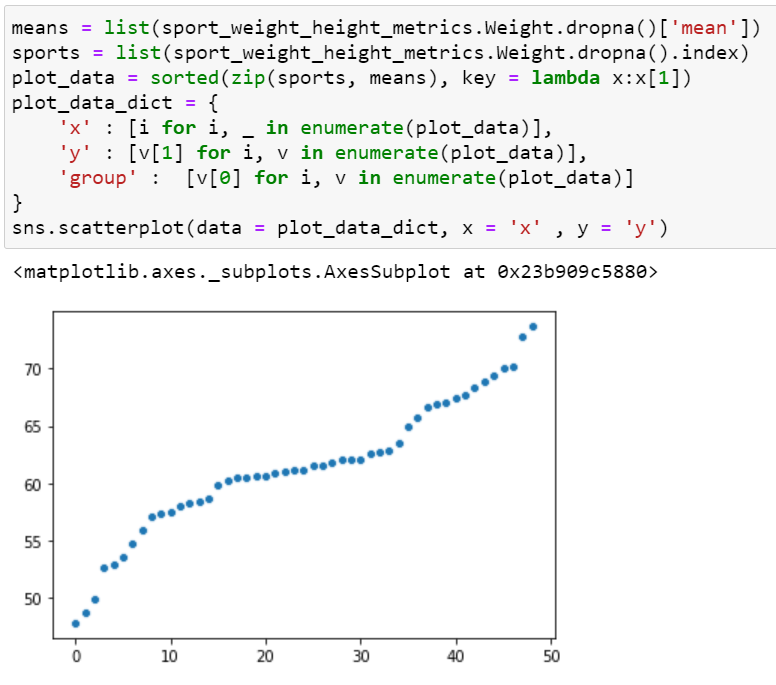 means = list(sport_weight_height_metrics.Weight.dropna()['mean'])
sports = list(sport_weight_height_metrics.Weight.dropna().index)
plot_data = sorted(zip(sports, means), key = lambda x:x[1])
plot_data_dict = {
    'x' : [i for i, _ in enumerate(plot_data)],
    'y' : [v[1] for i, v in enumerate(plot_data)],
    'group' :  [v[0] for i, v in enumerate(plot_data)]
}
sns.scatterplot(data = plot_data_dict, x = 'x' , y = 'y')
<matplotlib.axes._subplots.AxesSubplot at 0x23b909c5880>
70
65
60
55
50
0 10 20 30 40 50